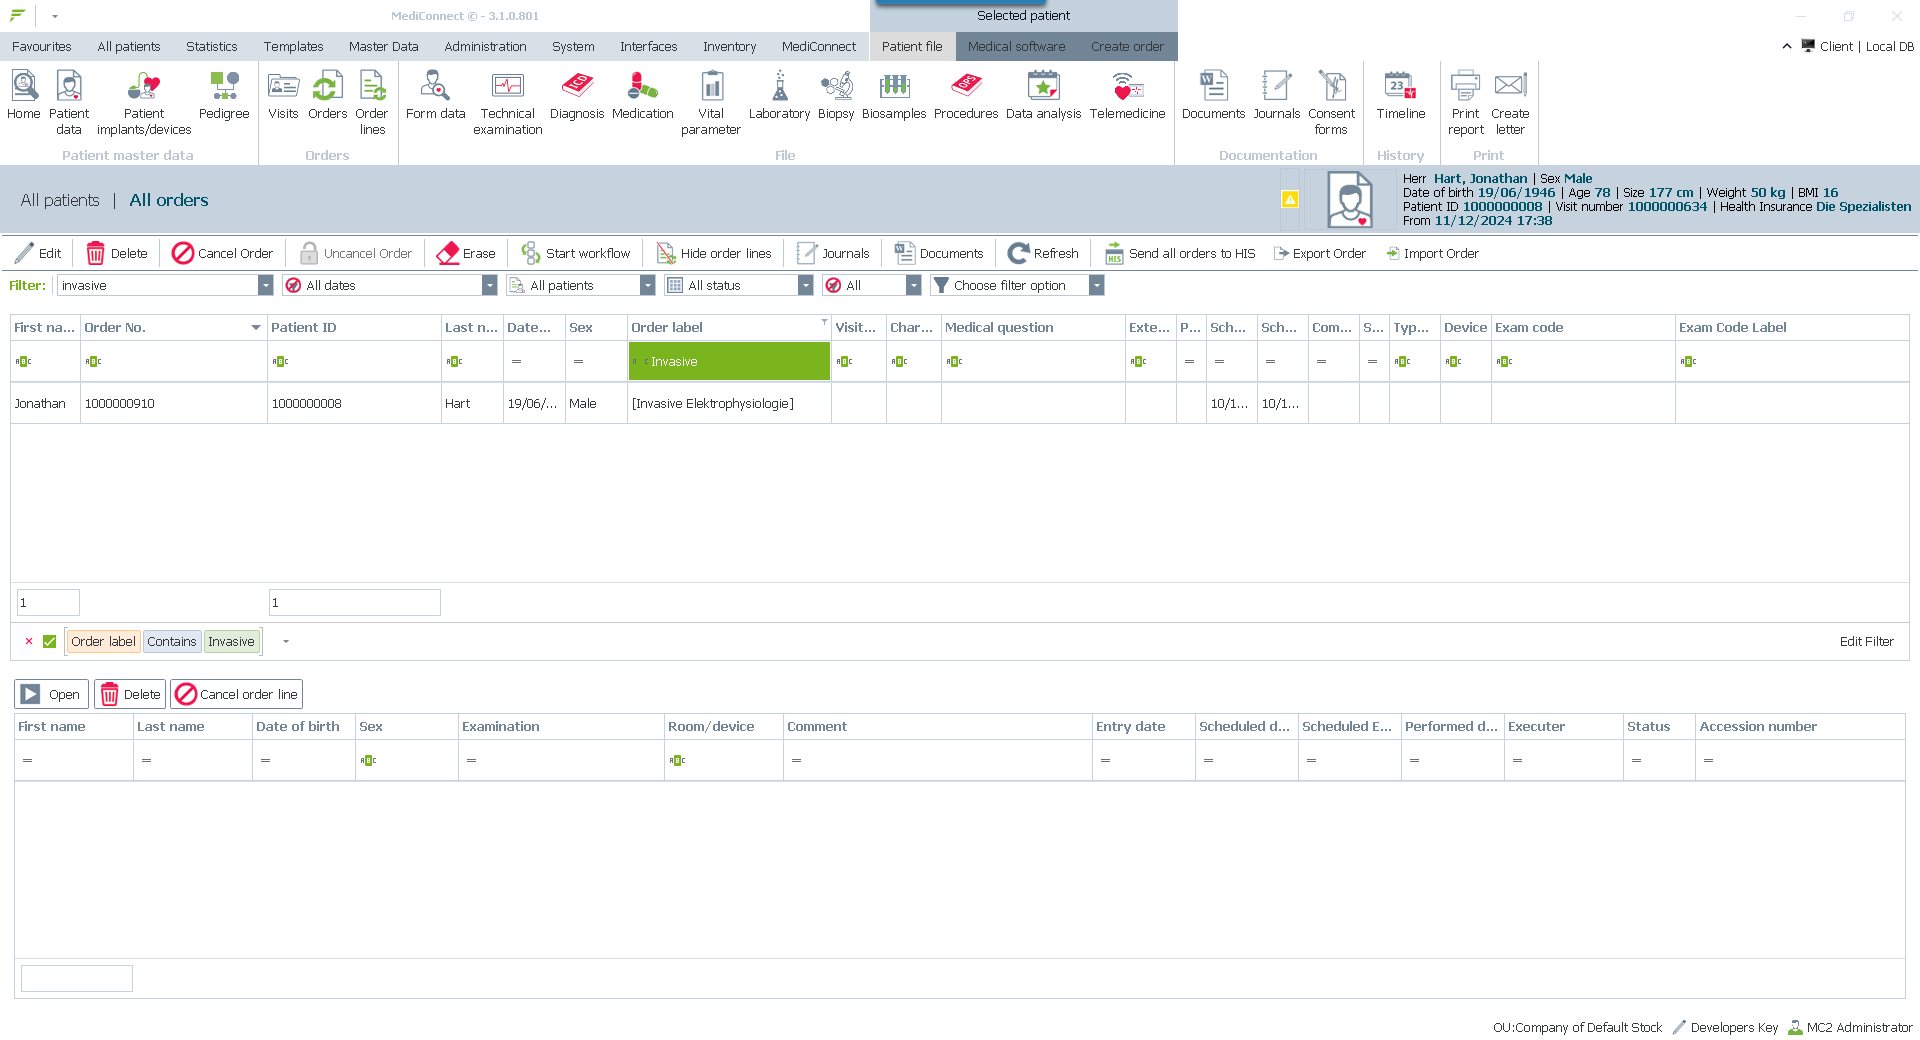 MediConnect © - 3.1.0.801
Selected patient
Favourites All patients Statistics Templates Master Data Administration System Interfaces Inventory MediConnect Patient file Medical software Create order
Client | Local DB
Home Patient data Patient implants/devices Pedigree Visits Orders Order lines Form data Technical examination Diagnosis Medication Vital parameter Laboratory Biopsy Biosamples Procedures Data analysis Telemedicine Documents Journals Consent forms Timeline Print report Create letter
Patient master data Orders File Documentation History Print
All patients | All orders
Herr Hart, Jonathan | Sex Male
Date of birth 19/06/1946 | Age 78 | Size 177 cm | Weight 50 kg | BMI 16
Patient ID 1000000008 | Visit number 1000000634 | Health Insurance Die Spezialisten
From 11/12/2024 17:38
Edit Delete Cancel Order Uncancel Order Erase Start workflow Hide order lines Journals Documents Refresh Send all orders to HIS Export Order Import Order
Filter: invasive All dates All patients All status All Choose filter option
First na... Order No. Patient ID Last n... Date... Sex Order label Visit... Char... Medical question Exte... P... Sch... Sch... Com... S... Typ... Device Exam code Exam Code Label
Invasive
Jonathan 1000000910 1000000008 Hart 19/06/... Male [Invasive Elektrophysiologie] 10/1... 10/1...
1 1
Order label Contains Invasive Edit Filter
Open Delete Cancel order line
First name Last name Date of birth Sex Examination Room/device Comment Entry date Scheduled d... Scheduled E... Performed d... Executer Status Accession number
OU:Company of Default Stock Developers Key MC2 Administrator